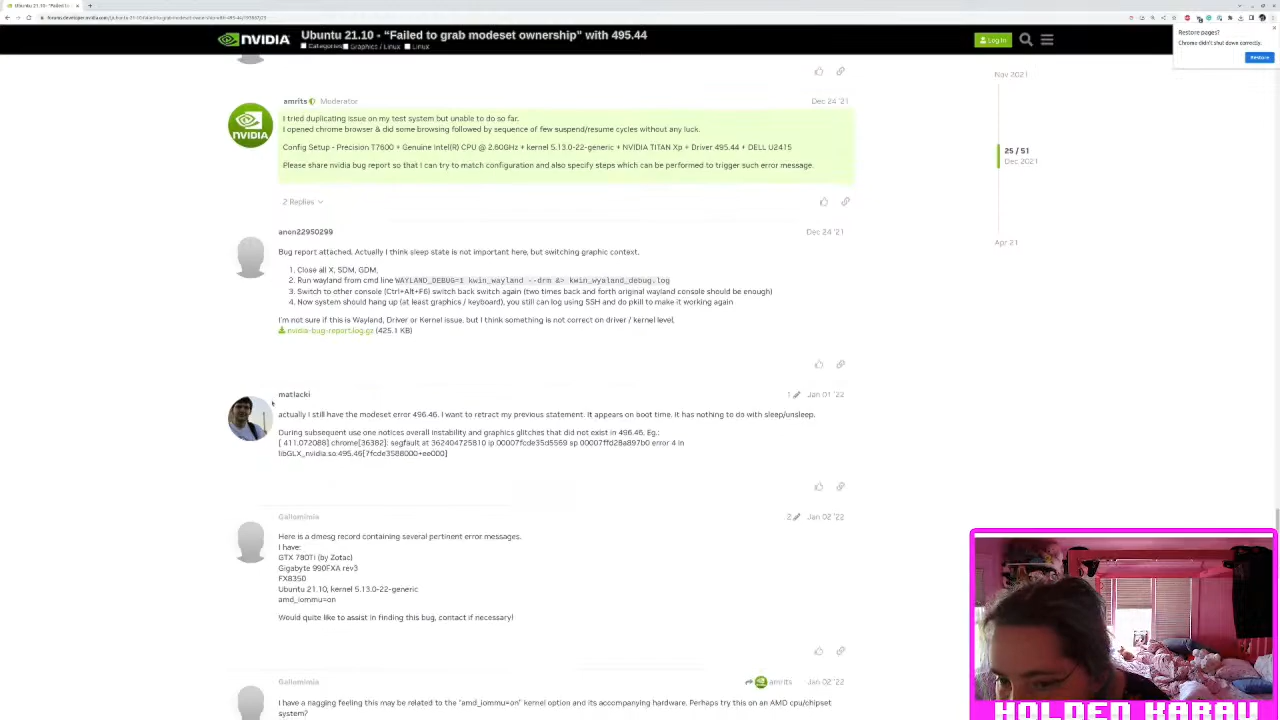 Ubuntu 21.10 - "Failed to
forums.developer.nvidia.com
Restore pages?
Chrome didn't shut down correctly.
Restore
NVIDIA
Ubuntu 21.10 - “Failed to grab modeset ownership” with 495.44
Categories Graphics / Linux Linux
Log In
Nov 2021
25 / 51
Dec 2021
Apr 21
amrits Moderator Dec 24 '21
NVIDIA
I tried duplicating issue on my test system but unable to do so far.
I opened chrome browser & did some browsing followed by sequence of few suspend/resume cycles without any luck.
Config Setup - Precision T7600 + Genuine Intel(R) CPU @ 2.60GHz + kernel 5.13.0-22-generic + NVIDIA TITAN Xp + Driver 495.44 + DELL U2415
Please share nvidia bug report so that I can try to match configuration and also specify steps which can be performed to trigger such error message.
2 Replies
anon22950299 Dec 24 '21
Bug report attached. Actually I think sleep state is not important here, but switching graphic context.
1. Close all X, SDM, GDM,
2. Run wayland from cmd line WAYLAND_DEBUG=1 kwin_wayland --drm &> kwin_wyaland_debug.log
3. Switch to other console (Ctrl+Alt+F6) switch back switch again (two times back and forth original wayland console should be enough)
4. Now system should hang up (at least graphics / keyboard), you still can log using SSH and do pkill to make it working again
I'm not sure if this is Wayland, Driver or Kernel issue, but I think something is not correct on driver / kernel level.
nvidia-bug-report.log.gz (425.1 KB)
matlacki 1 Jan 01 '22
actually I still have the modeset error 496.46. I want to retract my previous statement. It appears on boot time. It has nothing to do with sleep/unsleep.
During subsequent use one notices overall instability and graphics glitches that did not exist in 496.46. Eg.:
[ 411.072088] chrome[36382]: segfault at 362404725810 ip 00007fcde35d5569 sp 00007ffd28a897b0 error 4 in
libGLX_nvidia.so.495.46[7fcde3588000+ee000]
Gallomimia 2 Jan 02 '22
Here is a dmesg record containing several pertinent error messages.
I have:
GTX 780Ti (by Zotac)
Gigabyte 990FXA rev3
FX8350
Ubuntu 21.10, kernel 5.13.0-22-generic
amd_iommu=on
Would quite like to assist in finding this bug, contact if necessary!
Gallomimia amrits Jan 02 '22
I have a nagging feeling this may be related to the "amd_iommu=on" kernel option and its accompanying hardware. Perhaps try this on an AMD cpu/chipset
system?
HOLDEN KARAU